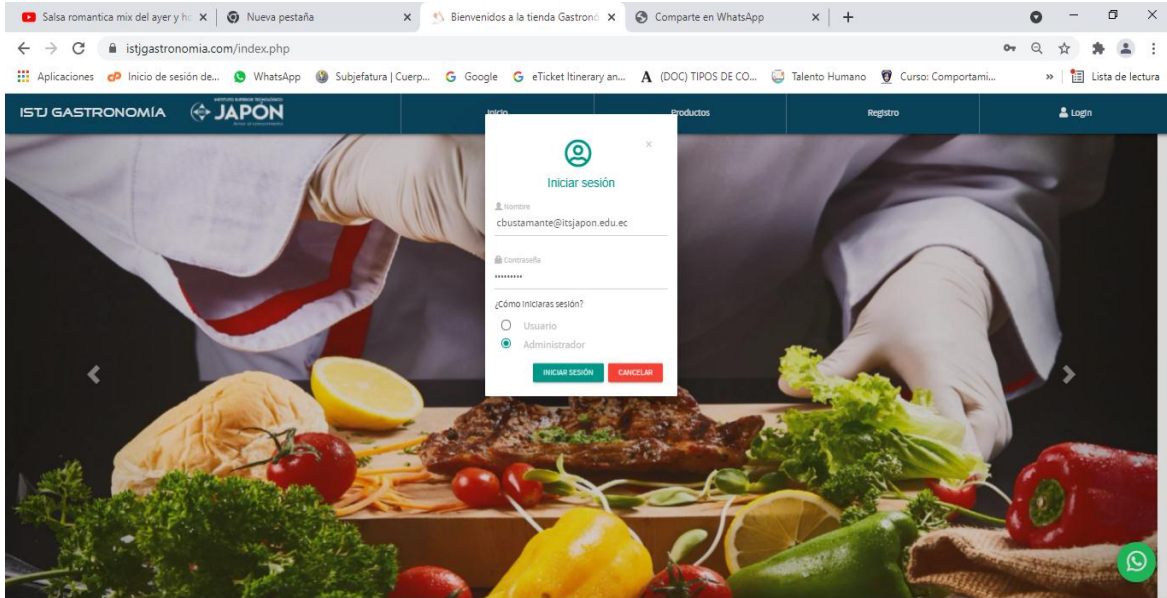 Salsa romantica mix del ayer y ho
Nueva pestaña
Bienvenidos a la tienda Gastronó
Comparte en WhatsApp
istjgastronomia.com/index.php
Aplicaciones
cP Inicio de sesión de...
WhatsApp
Subjefatura | Cuerp...
G Google
G eTicket Itinerary an...
A (DOC) TIPOS DE CO...
Talento Humano
Curso: Comportami...
»
Lista de lectura
ISTJ GASTRONOMÍA
JAPÓN
Inicio
Productos
Registro
Login
×
Iniciar sesión
Nombre
cbustamante@itsjapon.edu.ec
Contraseña
•••••••••
¿Cómo Iniciaras sesión?
Usuario
Administrador
INICIAR SESIÓN
CANCELAR